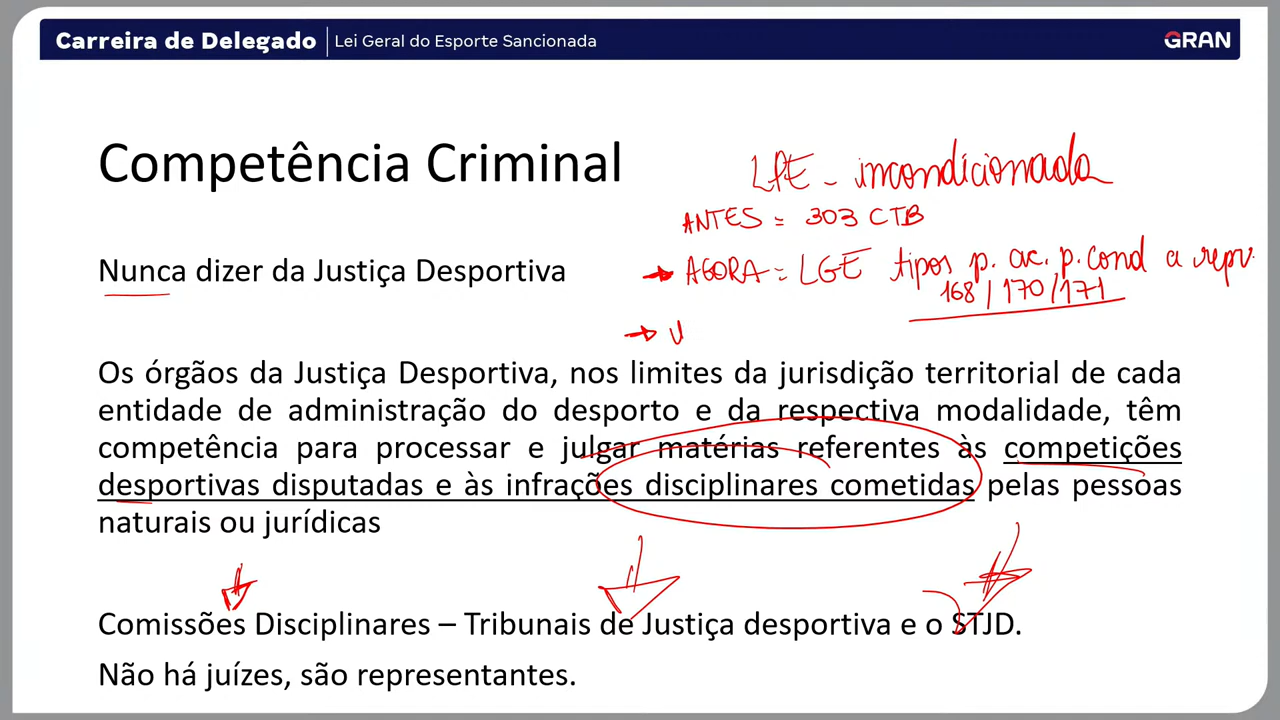 Carreira de Delegado | Lei Geral do Esporte Sancionada
GRAN
Competência Criminal
LPE - incondicionada
ANTES = 303 CTB
Nunca dizer da Justiça Desportiva
→ AGORA = LGE tipos p. ac. p. cond a repr.
168 / 170 / 171
Os órgãos da Justiça Desportiva, nos limites da jurisdição territorial de cada
entidade de administração do desporto e da respectiva modalidade, têm
competência para processar e julgar matérias referentes às competições
desportivas disputadas e às infrações disciplinares cometidas pelas pessoas
naturais ou jurídicas
Comissões Disciplinares – Tribunais de Justiça desportiva e o STJD.
Não há juízes, são representantes.